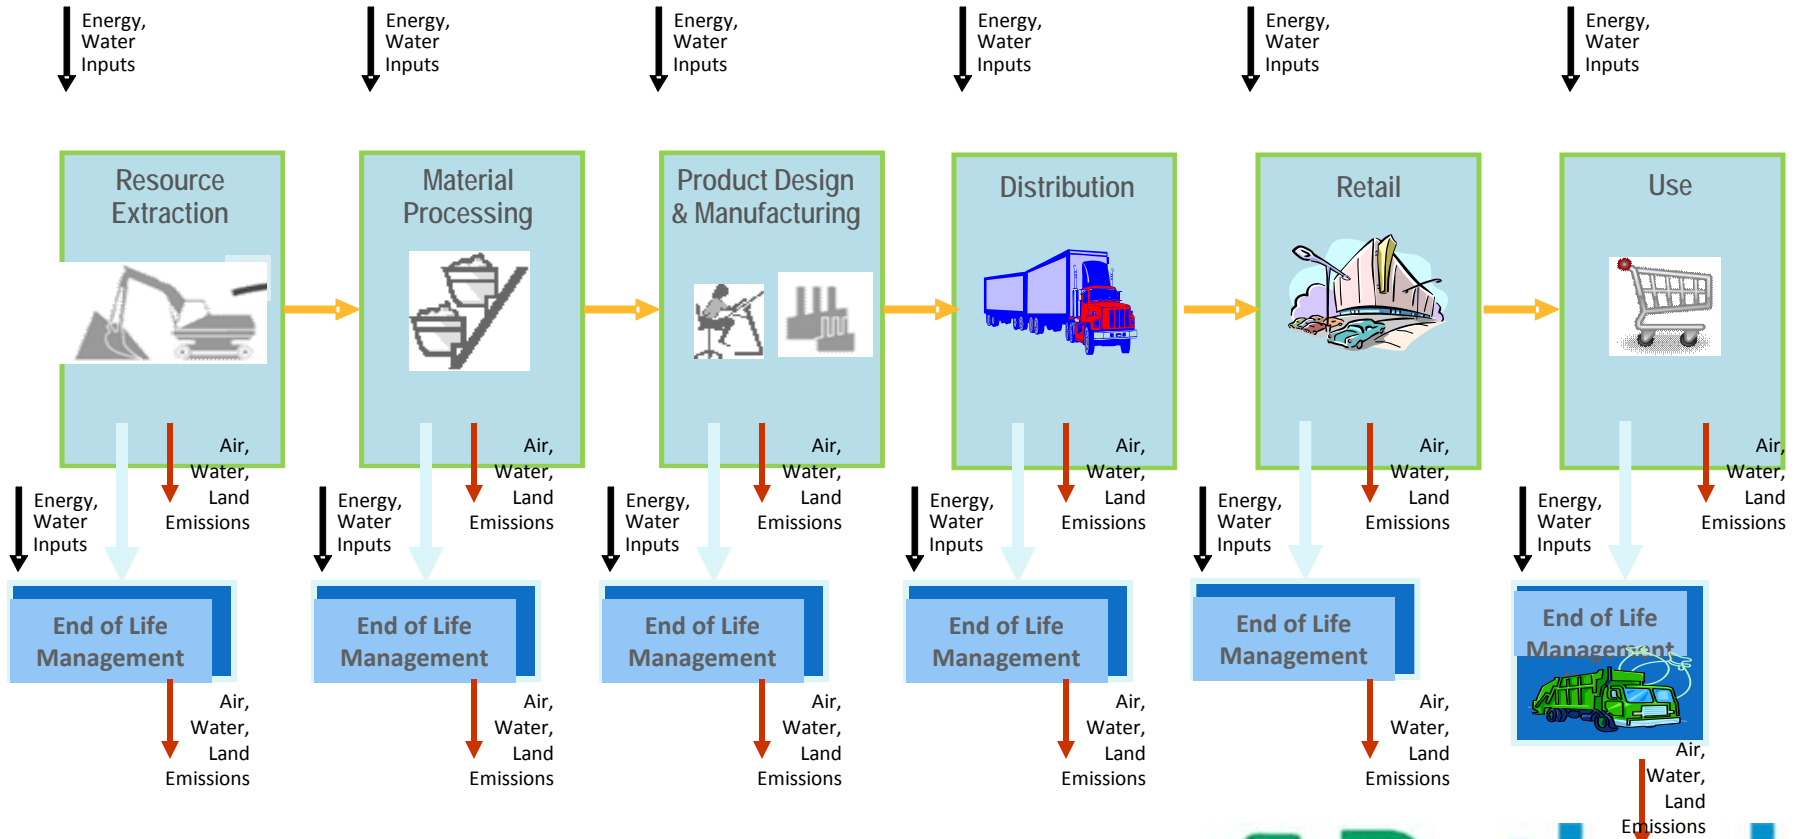 Energy,
Water
Inputs
Energy,
Water
Inputs
Energy,
Water
Inputs
Energy,
Water
Inputs
Energy,
Water
Inputs
Energy,
Water
Inputs
Resource
Extraction
Material
Processing
Product Design
& Manufacturing
Distribution
Retail
Use
Air,
Water,
Land
Emissions
Air,
Water,
Land
Emissions
Air,
Water,
Land
Emissions
Air,
Water,
Land
Emissions
Air,
Water,
Land
Emissions
Air,
Water,
Land
Emissions
Energy,
Water
Inputs
Energy,
Water
Inputs
Energy,
Water
Inputs
Energy,
Water
Inputs
Energy,
Water
Inputs
Energy,
Water
Inputs
End of Life
Management
End of Life
Management
End of Life
Management
End of Life
Management
End of Life
Management
End of Life
Management
Air,
Water,
Land
Emissions
Air,
Water,
Land
Emissions
Air,
Water,
Land
Emissions
Air,
Water,
Land
Emissions
Air,
Water,
Land
Emissions
Air,
Water,
Land
Emissions